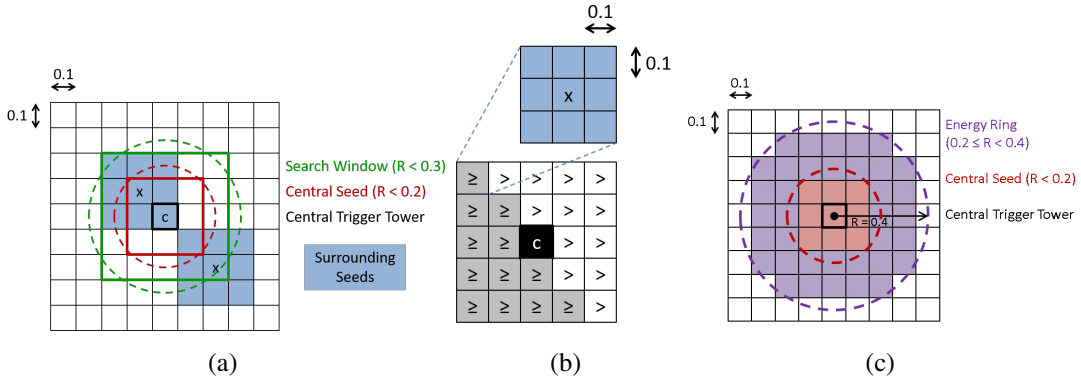 0.1
0.1
x
c
x
Search Window (R < 0.3)
Central Seed (R < 0.2)
Central Trigger Tower
Surrounding
Seeds
(a)
0.1
0.1
x
≥ > > > >
≥ ≥ > > >
≥ ≥ c > >
≥ ≥ ≥ > >
≥ ≥ ≥ ≥ >
(b)
0.1
0.1
R = 0.4
Energy Ring
(0.2 ≤ R < 0.4)
Central Seed (R < 0.2)
Central Trigger Tower
(c)